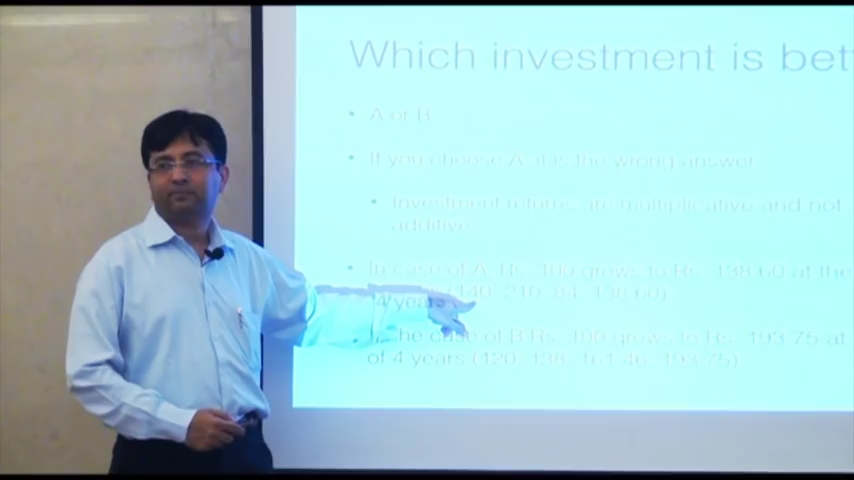 Which investment is bett
• A or B
• If you choose A, it is the wrong answer
• Investment returns are multiplicative and not
additive
• In case of A, Rs. 100 grows to Rs. 138.60 at the
4 years (140, 210, 84, 138.60)
he case of B Rs. 100 grows to Rs. 193.75 at
of 4 years (120, 138, 161.46, 193.75)